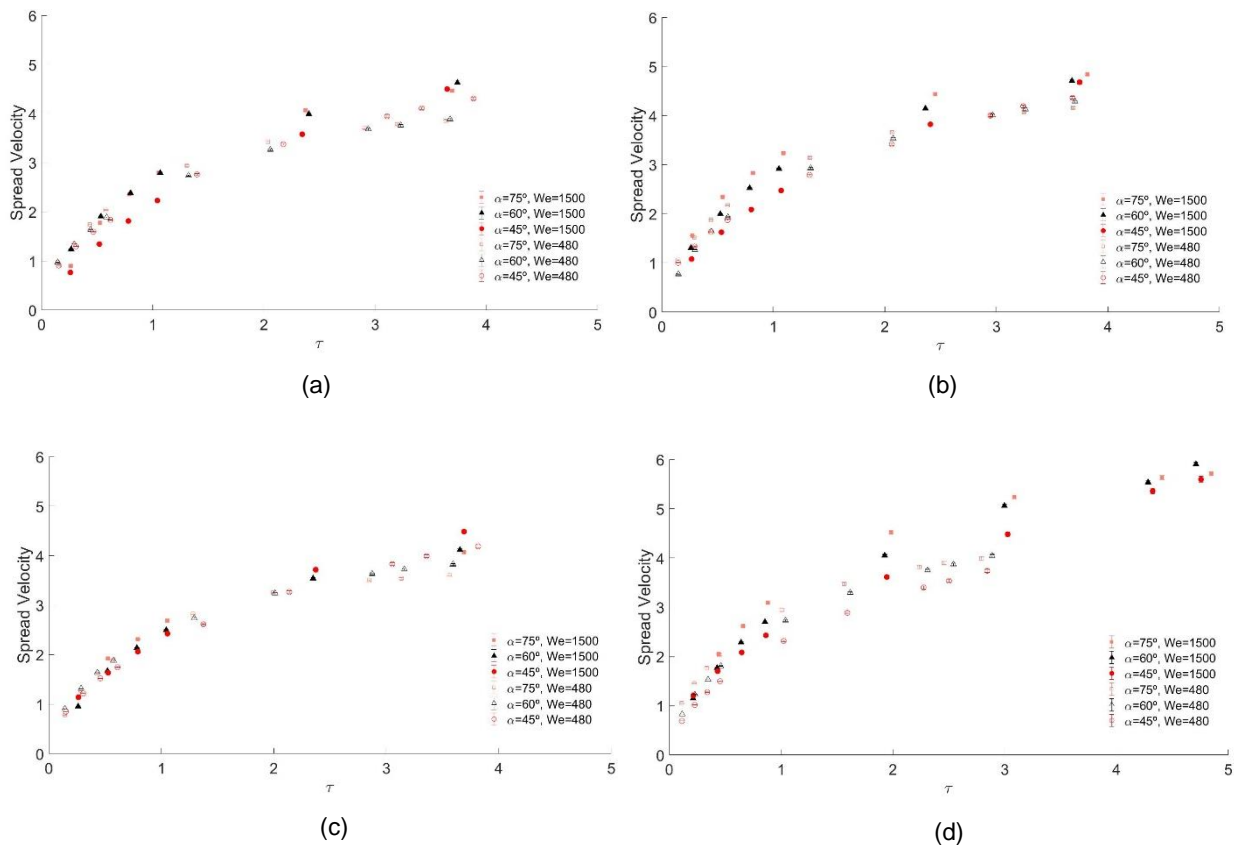 6
5
4
3
2
1
0
Spread Velocity
α=75º, We=1500
α=60º, We=1500
α=45º, We=1500
α=75º, We=480
α=60º, We=480
α=45º, We=480
0 1 2 3 4 5
τ
(a)
6
5
4
3
2
1
0
Spread Velocity
α=75º, We=1500
α=60º, We=1500
α=45º, We=1500
α=75º, We=480
α=60º, We=480
α=45º, We=480
0 1 2 3 4 5
τ
(b)
6
5
4
3
2
1
0
Spread Velocity
α=75º, We=1500
α=60º, We=1500
α=45º, We=1500
α=75º, We=480
α=60º, We=480
α=45º, We=480
0 1 2 3 4 5
τ
(c)
6
5
4
3
2
1
0
Spread Velocity
α=75º, We=1500
α=60º, We=1500
α=45º, We=1500
α=75º, We=480
α=60º, We=480
α=45º, We=480
0 1 2 3 4 5
τ
(d)